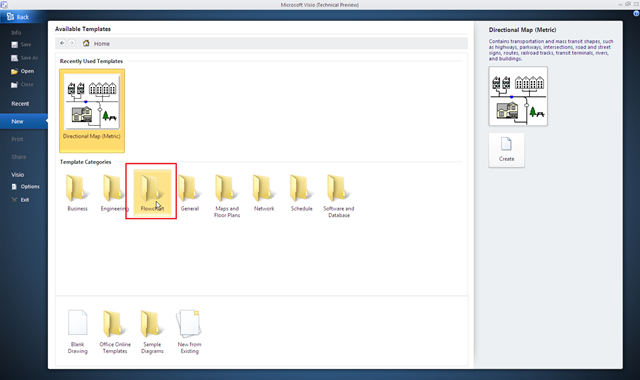 Microsoft Visio (Technical Preview)
Back
Info
Save
Save As
Open
Close
Recent
New
Print
Share
Visio
Options
Exit
Available Templates
Home
Recently Used Templates
Directional Map (Metric)
Template Categories
Business
Engineering
Flowchart
General
Maps and
Floor Plans
Network
Schedule
Software and
Database
Blank
Drawing
Office Online
Templates
Sample
Diagrams
New from
Existing
Directional Map (Metric)
Contains transportation and mass transit shapes, such
as highways, parkways, intersections, road and street
signs, routes, railroad tracks, transit terminals, rivers,
and buildings.
Create